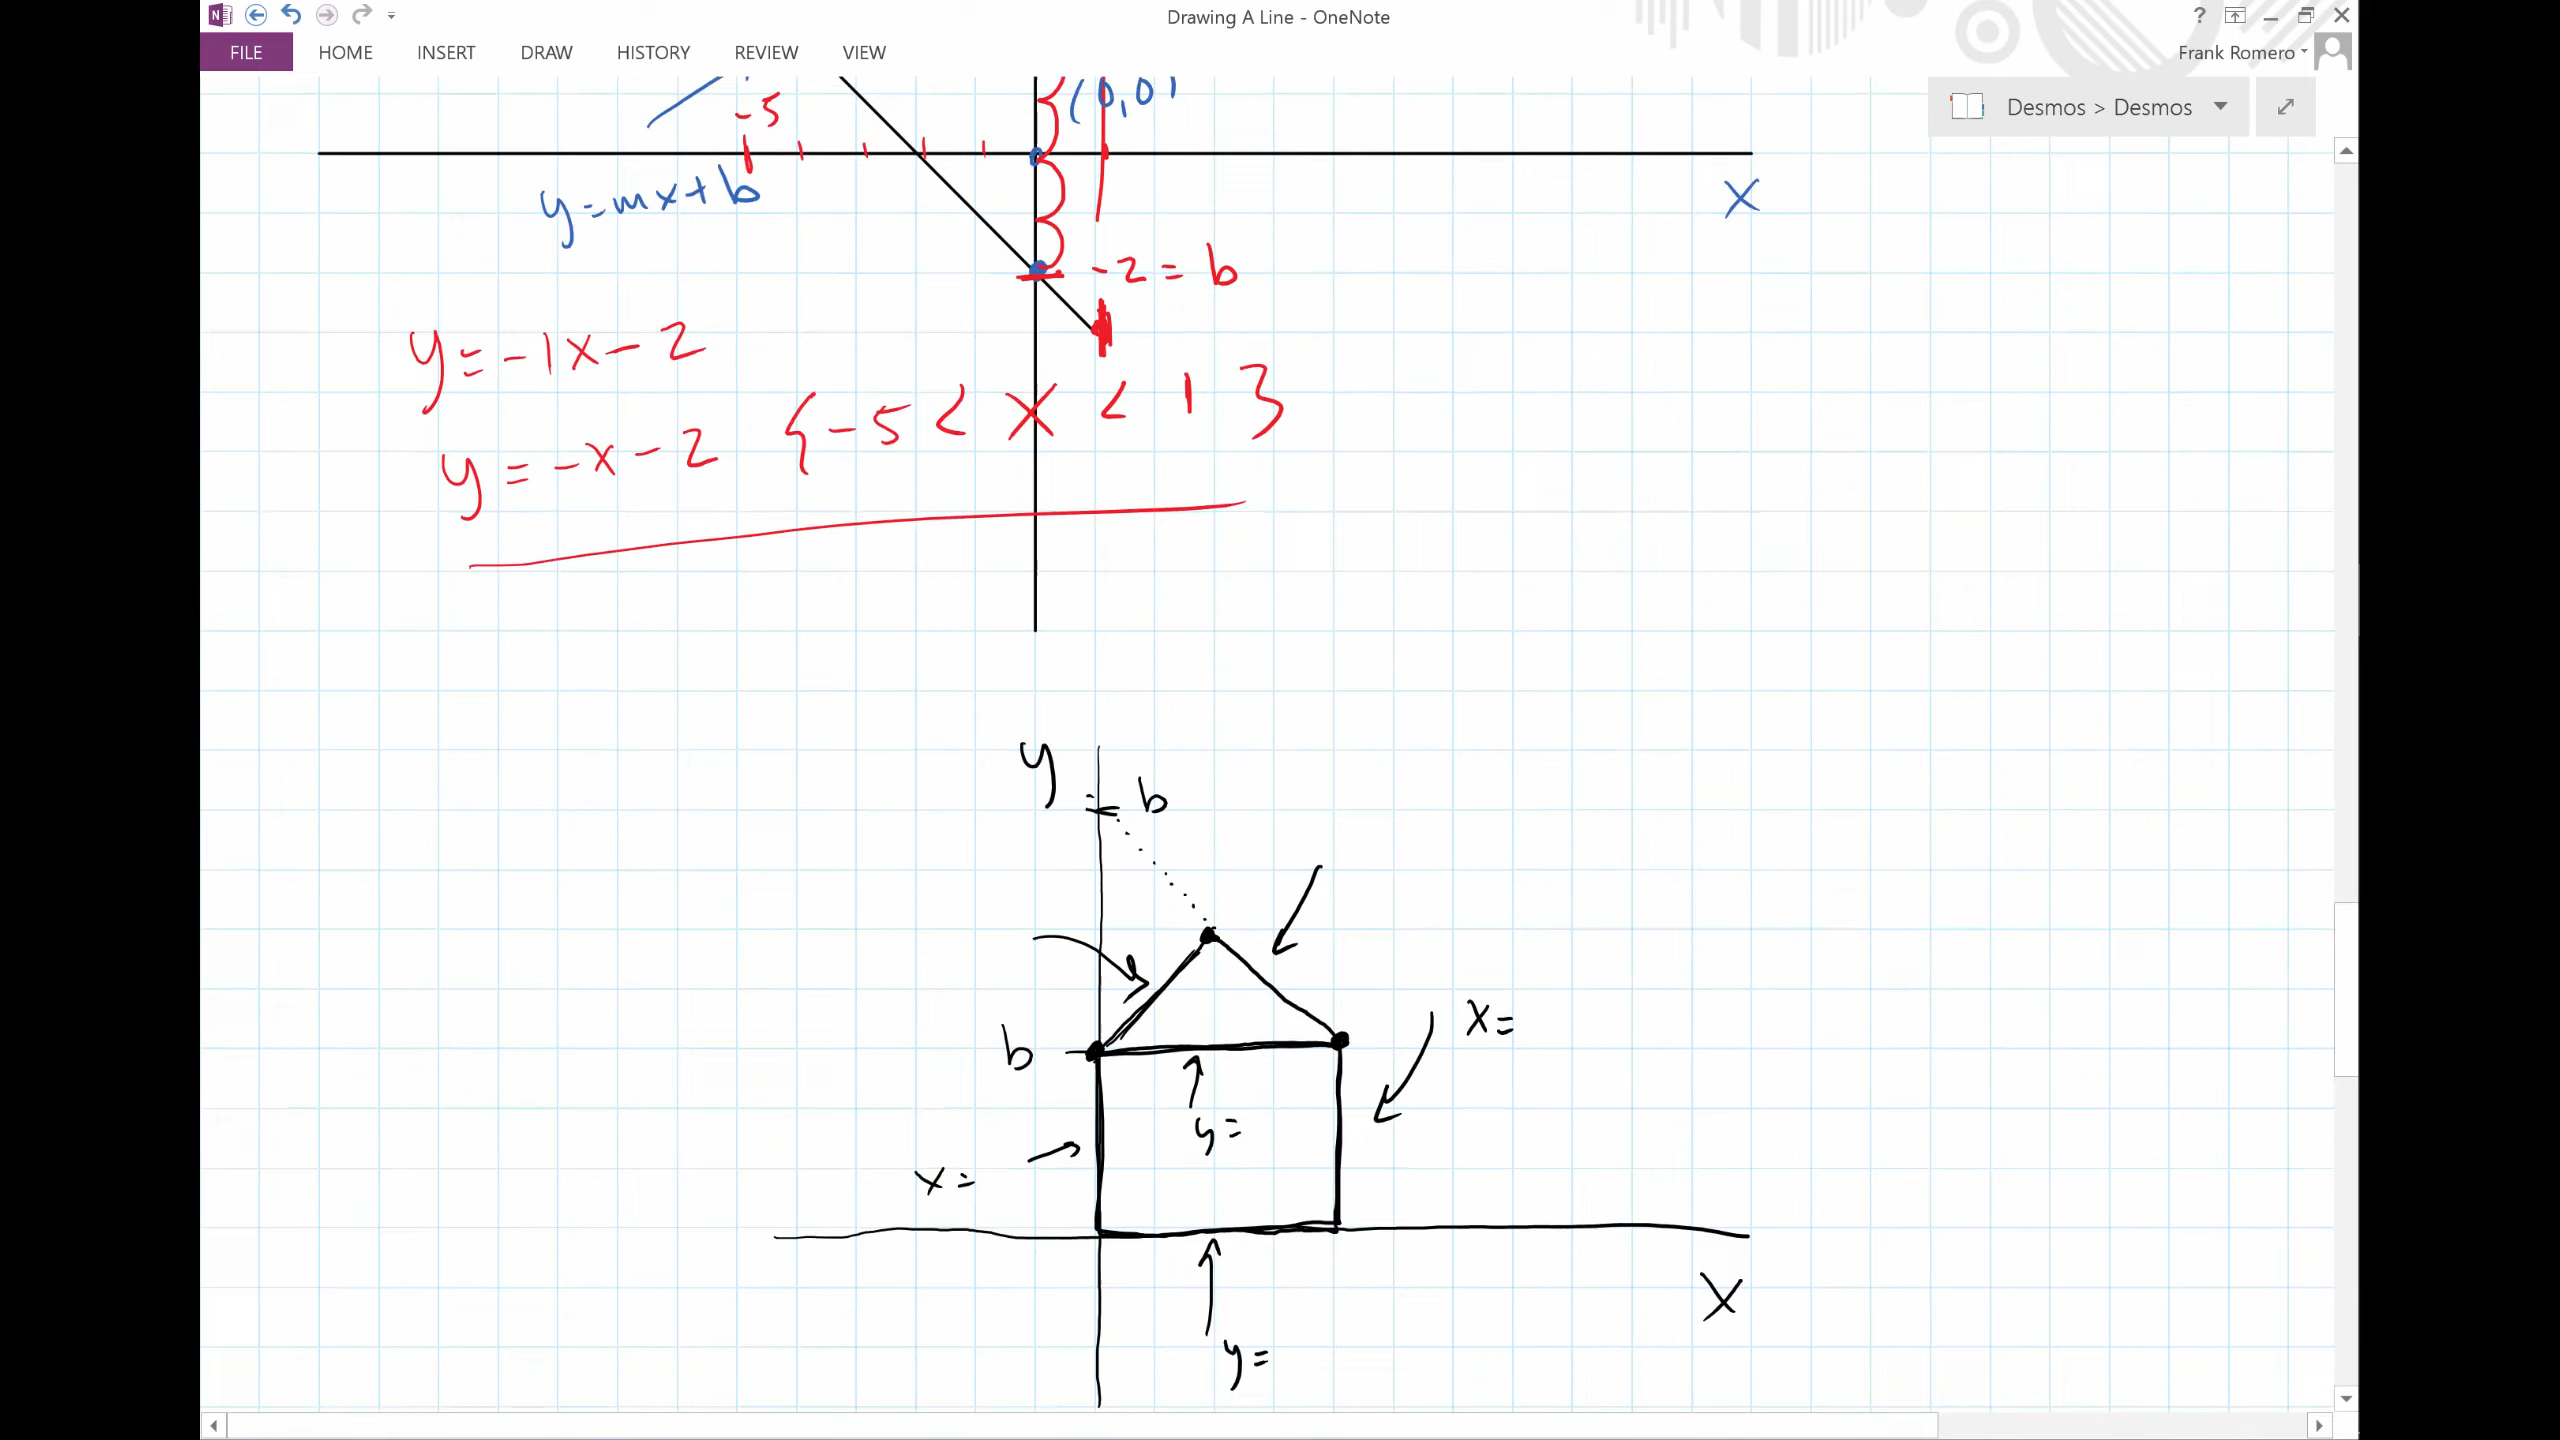 Drawing A Line - OneNote
?
FILE HOME INSERT DRAW HISTORY REVIEW VIEW
Frank Romero
Desmos > Desmos
(0,0)
-5
y=mx+b
X
-2 = b
y=-1x-2
y=-x-2 {-5 < X < 1}
y
= b
X=
b
y=
x=
X
y=